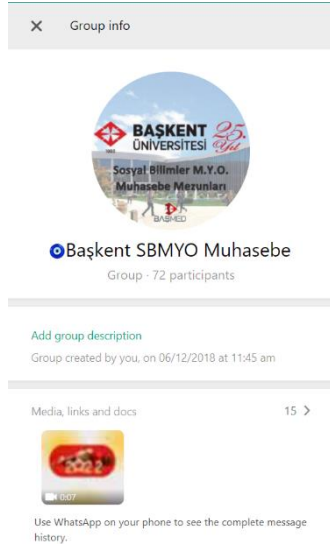 Group info
BAŞKENT
ÜNİVERSİTESİ
25.
Yıl
Sosyal Bilimler M.Y.O.
Muhasebe Mezunları
BAŞMED
Başkent SBMYO Muhasebe
Group · 72 participants
Add group description
Group created by you, on 06/12/2018 at 11:45 am
Media, links and docs
15
2022
0:07
Use WhatsApp on your phone to see the complete message
history.